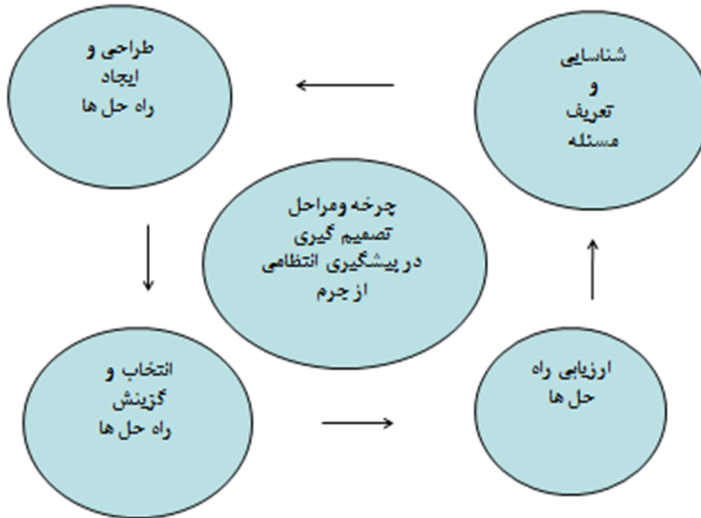 شناسایی
و
تعریف
مسئله
طراحی و
ایجاد
راه حل ها
چرخه ومراحل
تصمیم گیری
در پیشگیری انتظامی
از جرم
انتخاب و
گزینش
راه حل ها
ارزیابی راه
حل ها